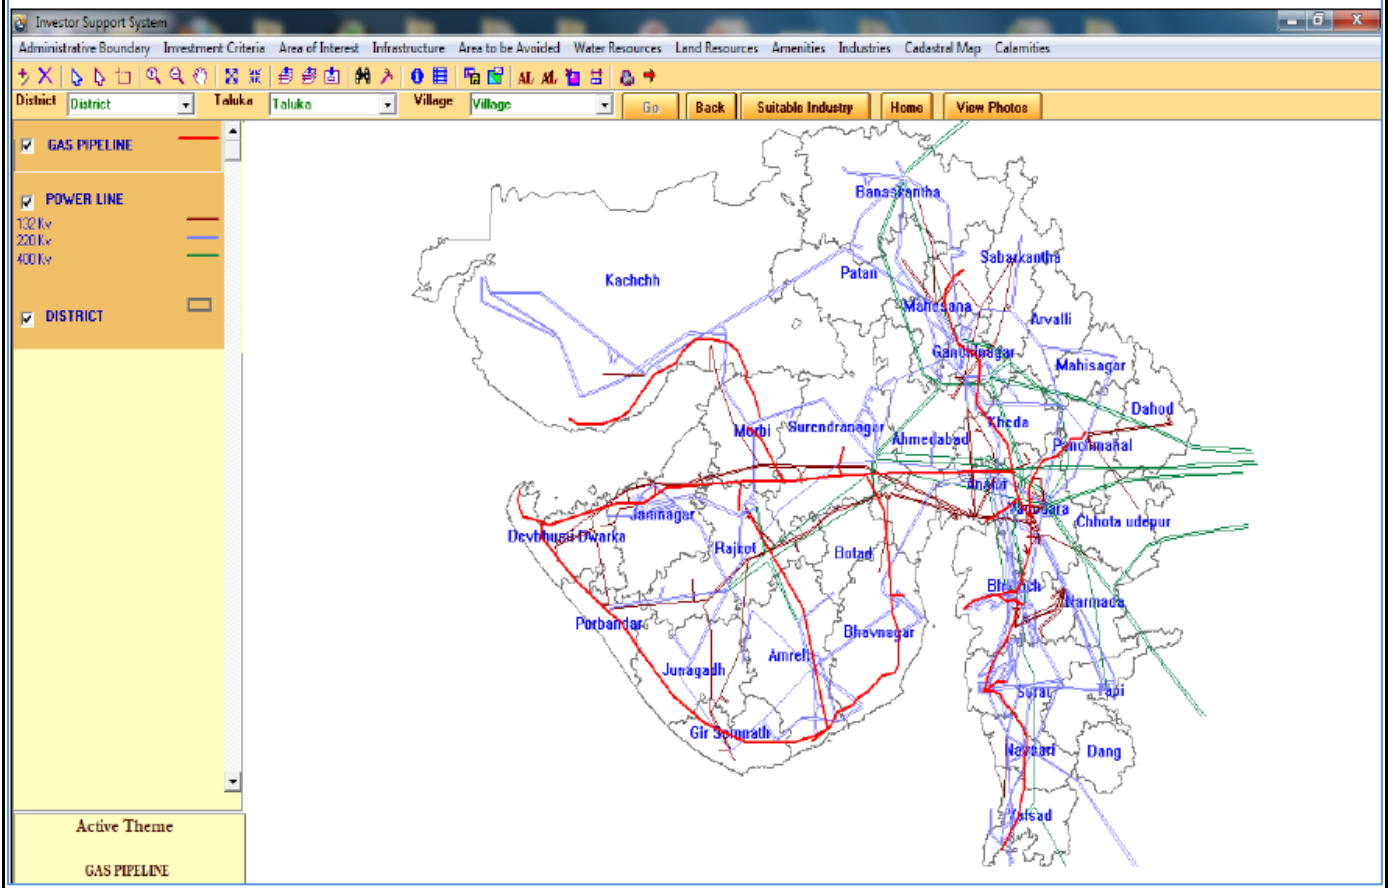 Investor Support System
Administrative Boundary Investment Criteria Area of Interest Infrastructure Area to be Avoided Water Resources Land Resources Amenities Industries Cadastral Map Calamities
AL AL
District District Taluka Taluka Village Village Go Back Suitable Industry Home View Photos
GAS PIPELINE
POWER LINE
132 Kv
220 Kv
400 Kv
DISTRICT
Active Theme
GAS PIPELINE
Banaskantha
Sabarkantha
Patan
Kachchh
Mahesana
Arvalli
Gandhinagar
Mahisagar
Dahod
Morbi
Surendranagar
Ahmedabad
Kheda
Panchmahal
Anand
Vadodara
Chhota udepur
Jamnagar
Devbhumi Dwarka
Rajkot
Botad
Bharuch
Narmada
Porbandar
Bhavnagar
Amreli
Junagadh
Surat
Tapi
Gir Somnath
Navsari
Dang
Valsad